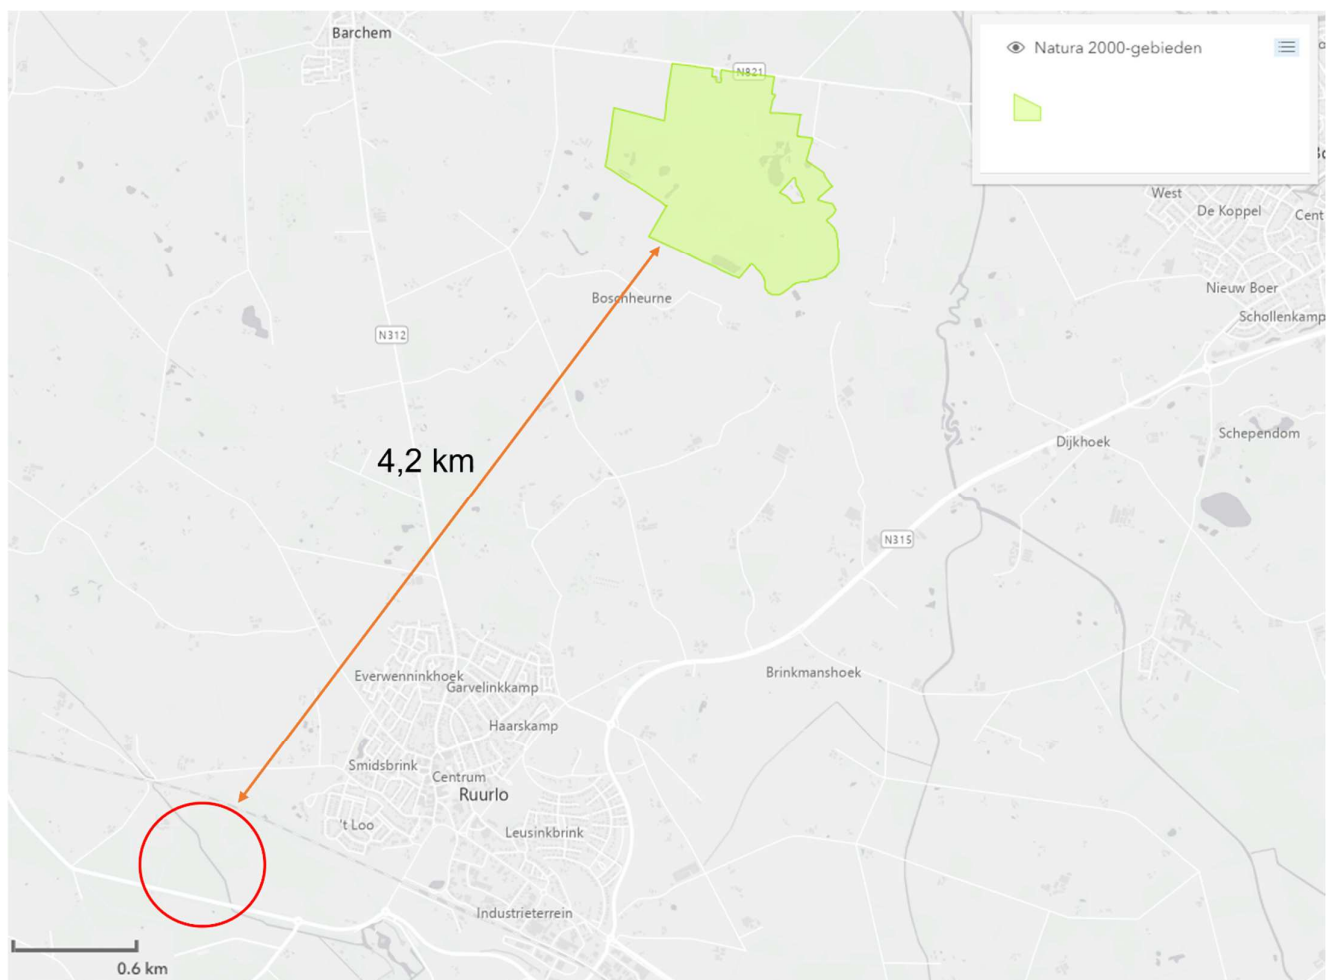 Barchem
Natura 2000-gebieden
N821
West
De Koppel
Cent
Nieuw Boer
Boschheurne
Schollenkamp
N312
Schependom
Dijkhoek
4,2 km
N315
Brinkmanshoek
Everwenninkhoek
Garvelinkkamp
Haarskamp
Smidsbrink
Centrum
Ruurlo
't Loo
Leusinkbrink
Industrieterrein
0.6 km